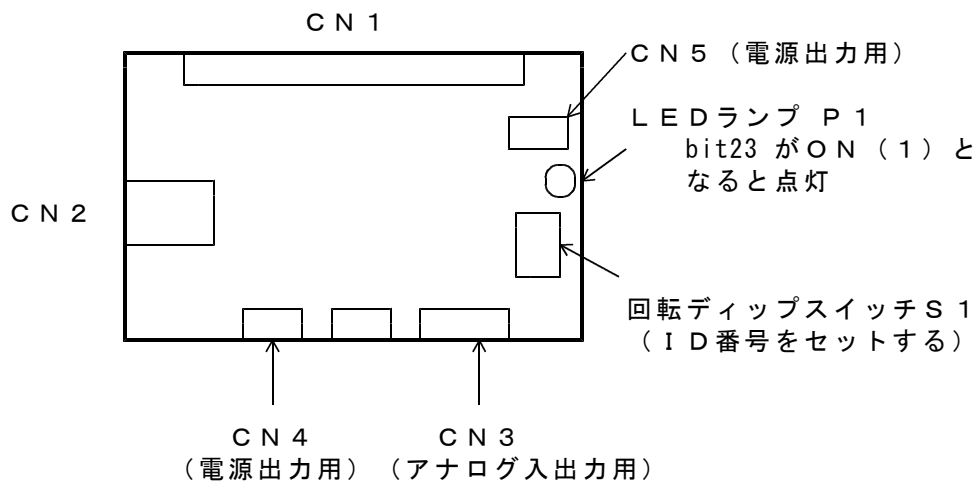 ＣＮ１
ＣＮ５（電源出力用）
ＬＥＤランプ Ｐ１
bit23 がＯＮ（１）と
なると点灯
ＣＮ２
回転ディップスイッチＳ１
（ＩＤ番号をセットする）
ＣＮ４
（電源出力用）
ＣＮ３
（アナログ入出力用）